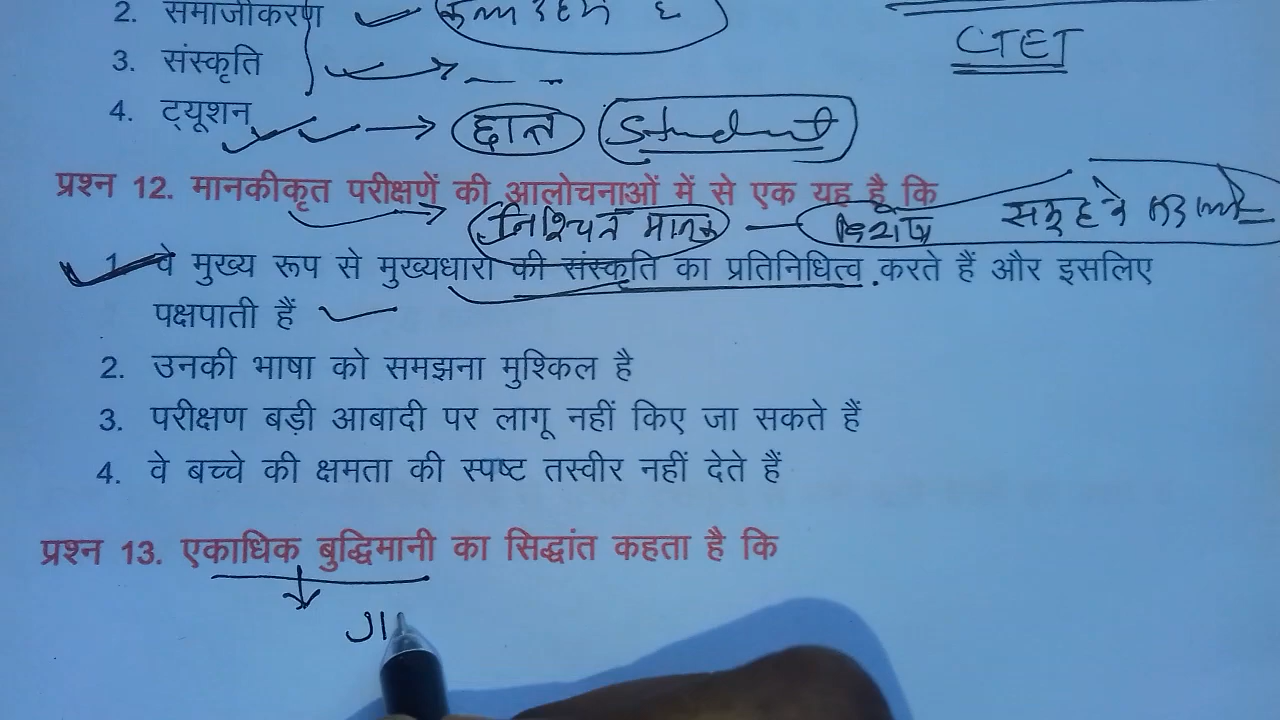 2. समाजीकरण
CTET
3. संस्कृति
4. ट्यूशन
छात्र Student
प्रश्न 12. मानकीकृत परीक्षणें की आलोचनाओं में से एक यह है कि
निश्चित मानक समूह के
1. वे मुख्य रूप से मुख्यधारा की संस्कृति का प्रतिनिधित्व करते हैं और इसलिए
पक्षपाती हैं
2. उनकी भाषा को समझना मुश्किल है
3. परीक्षण बड़ी आबादी पर लागू नहीं किए जा सकते हैं
4. वे बच्चे की क्षमता की स्पष्ट तस्वीर नहीं देते हैं
प्रश्न 13. एकाधिक बुद्धिमानी का सिद्धांत कहता है कि